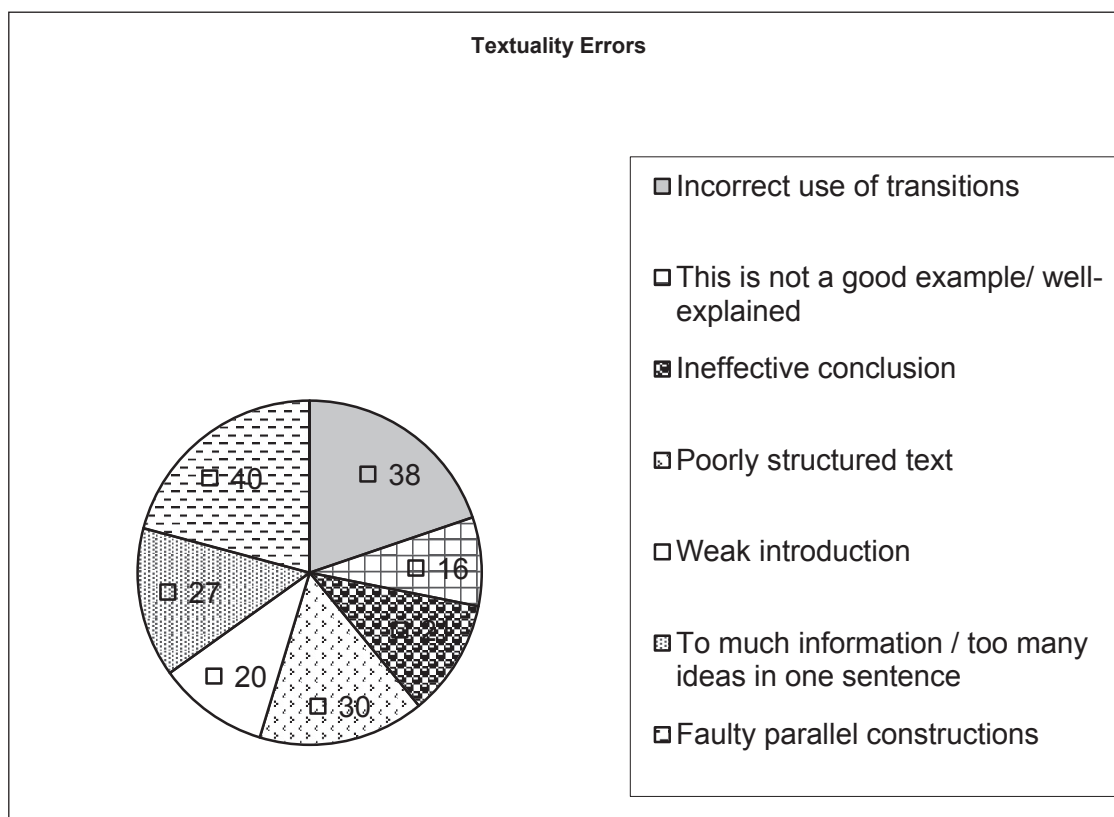 Textuality Errors
Incorrect use of transitions
This is not a good example/ well-
explained
Ineffective conclusion
Poorly structured text
Weak introduction
To much information / too many
ideas in one sentence
Faulty parallel constructions
40
38
16
27
20
30